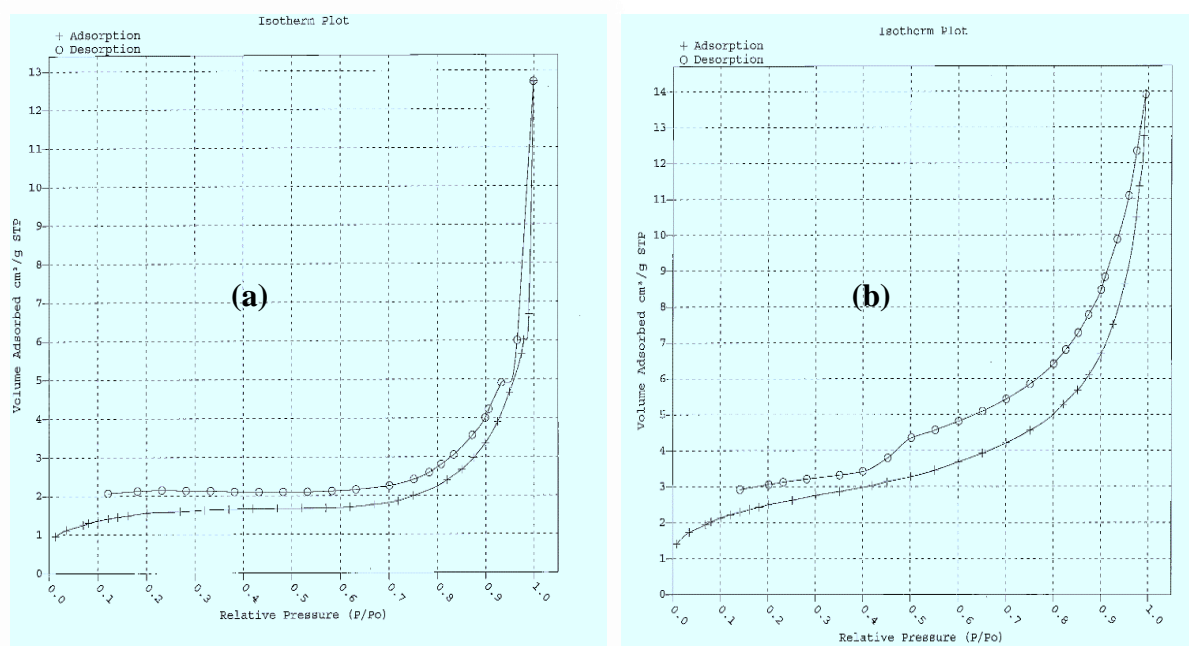 Isotherm Plot
+ Adsorption
○ Desorption
13
12
11
10
9
8
7
6
5
4
3
2
1
0
Volume Adsorbed cm³/g STP
(a)
0.0 0.1 0.2 0.3 0.4 0.5 0.6 0.7 0.8 0.9 1.0
Relative Pressure (P/Po)
Isotherm Plot
+ Adsorption
○ Desorption
14
13
12
11
10
9
8
7
6
5
4
3
2
1
0
Volume Adsorbed cm³/g STP
(b)
0.0 0.1 0.2 0.3 0.4 0.5 0.6 0.7 0.8 0.9 1.0
Relative Pressure (P/Po)